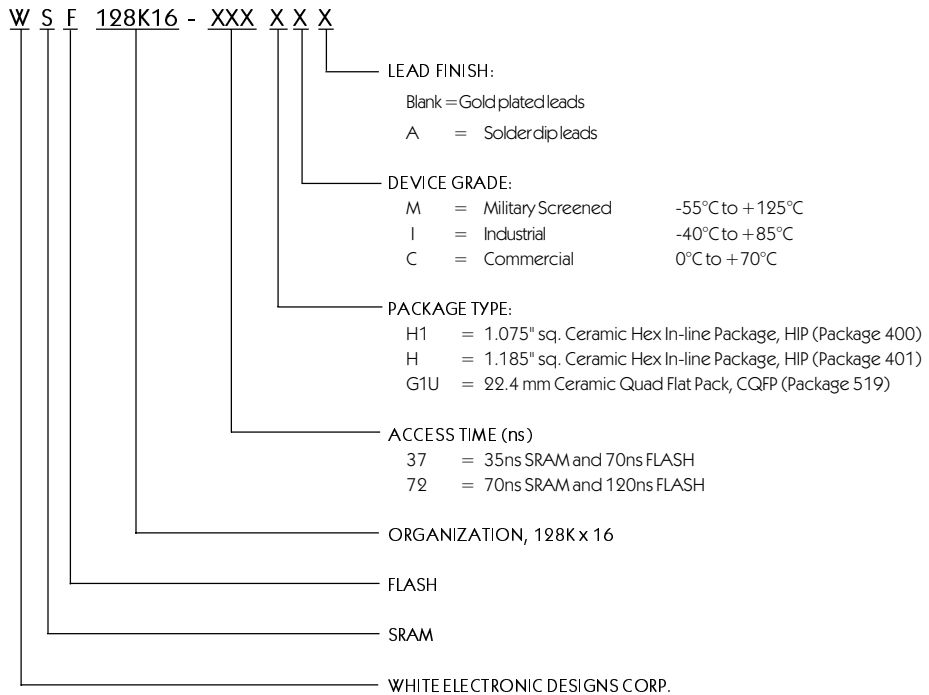 W S F 128K16 - XXX X X X
LEAD FINISH:
Blank = Gold plated leads
A = Solder dip leads
DEVICE GRADE:
M = Military Screened -55°C to +125°C
I = Industrial -40°C to +85°C
C = Commercial 0°C to +70°C
PACKAGE TYPE:
H1 = 1.075" sq. Ceramic Hex In-line Package, HIP (Package 400)
H = 1.185" sq. Ceramic Hex In-line Package, HIP (Package 401)
G1U = 22.4 mm Ceramic Quad Flat Pack, CQFP (Package 519)
ACCESS TIME (ns)
37 = 35ns SRAM and 70ns FLASH
72 = 70ns SRAM and 120ns FLASH
ORGANIZATION, 128K x 16
FLASH
SRAM
WHITE ELECTRONIC DESIGNS CORP.